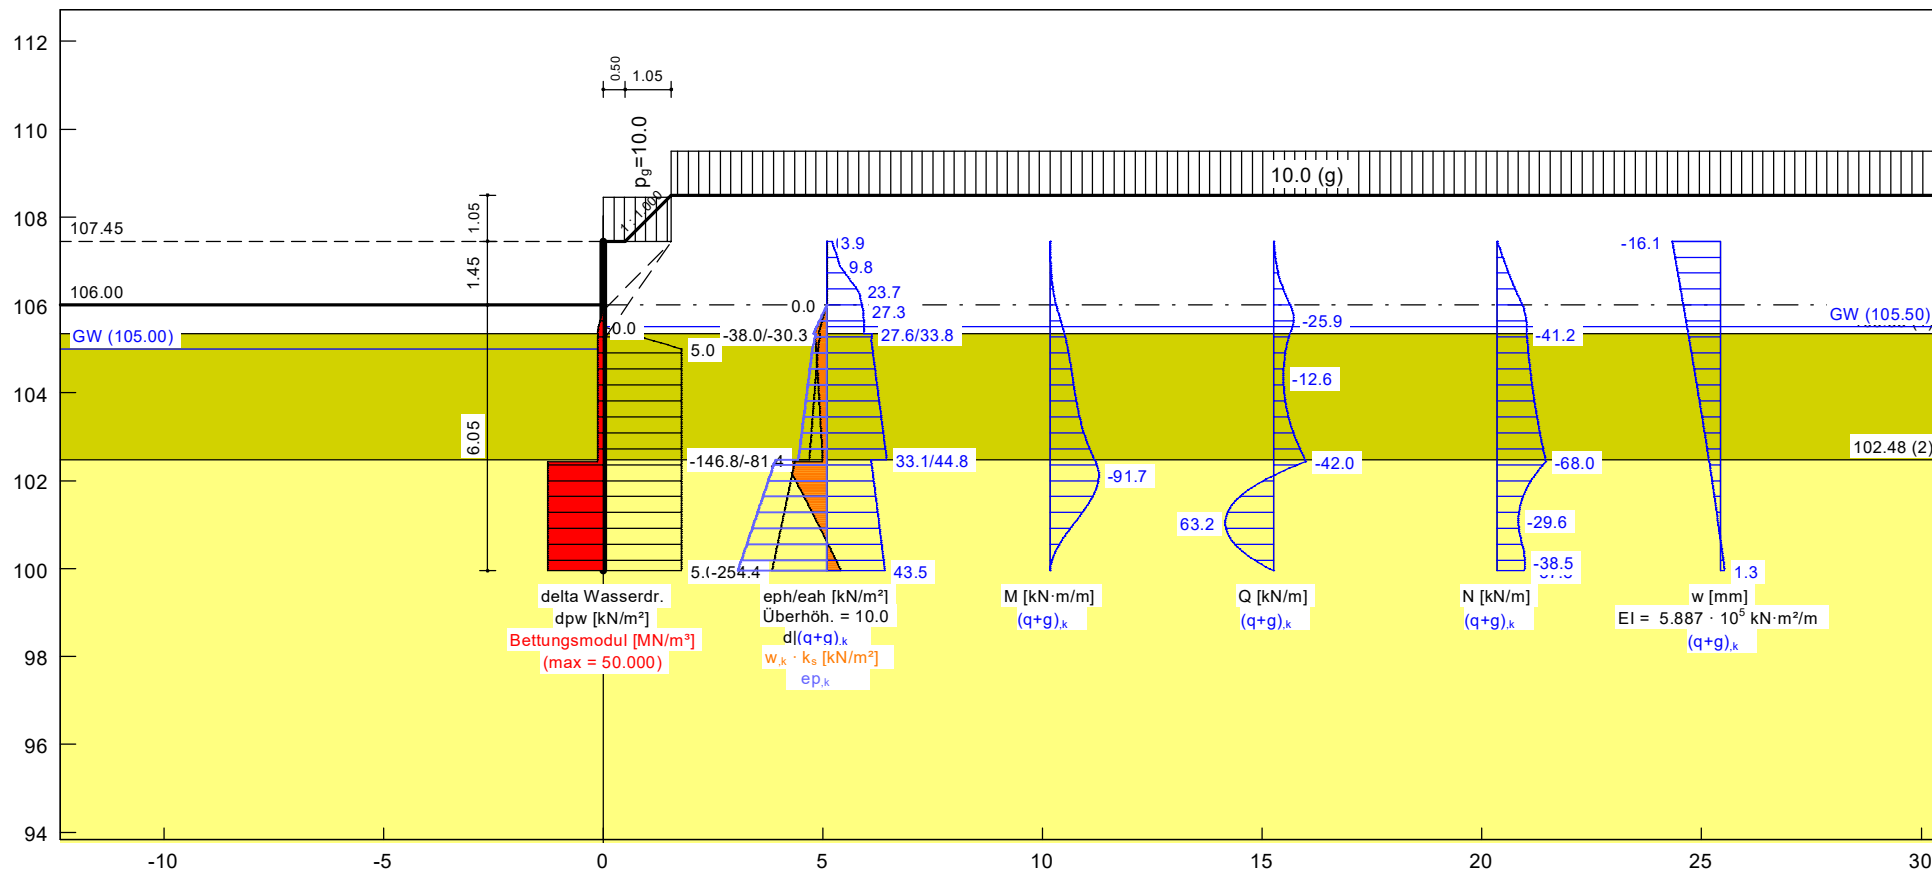 112
110
108
106
104
102
100
98
96
94
-10
-5
0
5
10
15
20
25
30
0.50
1.05
pg=10.0
1 : 1.000
10.0 (g)
1.05
1.45
6.05
107.45
106.00
GW (105.00)
GW (105.50)
102.48 (2)
0.0
5.0
delta Wasserdr.
dpw [kN/m²]
Bettungsmodul [MN/m³]
(max = 50.000)
3.9
9.8
23.7
0.0
27.3
-38.0/-30.3
27.6/33.8
-146.8/-81.4
33.1/44.8
-254.4
43.5
eph/eah [kN/m²]
Überhöh. = 10.0
(q+g),k
w,k · ks [kN/m²]
ep,k
-91.7
M [kN·m/m]
(q+g),k
-25.9
-12.6
-42.0
63.2
Q [kN/m]
(q+g),k
-41.2
-68.0
-29.6
-38.5
N [kN/m]
(q+g),k
-16.1
1.3
w [mm]
EI = 5.887 · 10⁵ kN·m²/m
(q+g),k